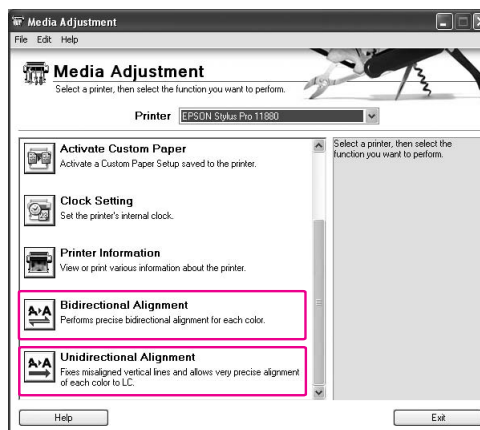 Media Adjustment
File Edit Help
Media Adjustment
Select a printer, then select the function you want to perform.
Printer EPSON Stylus Pro 11880
Activate Custom Paper
Activate a Custom Paper Setup saved to the printer.
Clock Setting
Set the printer's internal clock.
Printer Information
View or print various information about the printer.
A›A Bidirectional Alignment
Performs precise bidirectional alignment for each color.
A›A Unidirectional Alignment
Fixes misaligned vertical lines and allows very precise alignment
of each color to LC.
Select a printer, then select the
function you want to perform.
Help
Exit